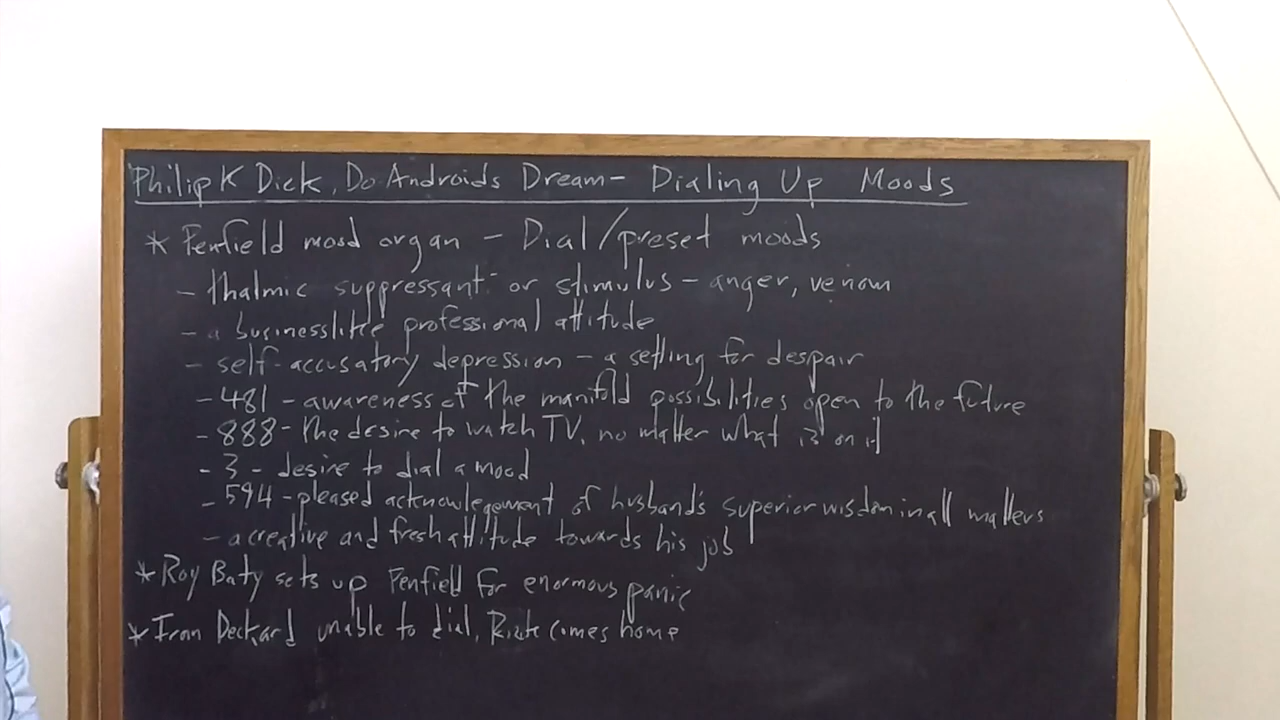 Philip K Dick, Do Androids Dream - Dialing Up Moods
* Penfield mood organ - Dial/preset moods
- thalmic suppressant or stimulus - anger, venom
- a businesslike professional attitude
- self-accusatory depression - a setting for despair
- 481 - awareness of the manifold possibilities open to the future
- 888 - the desire to watch TV, no matter what is on it
- 3 - desire to dial a mood
- 594 - pleased acknowlegement of husband's superior wisdom in all matters
- a creative and fresh attitude towards his job
* Roy Baty sets up Penfield for enormous panic
* Iran Deckard unable to dial, Rick comes home